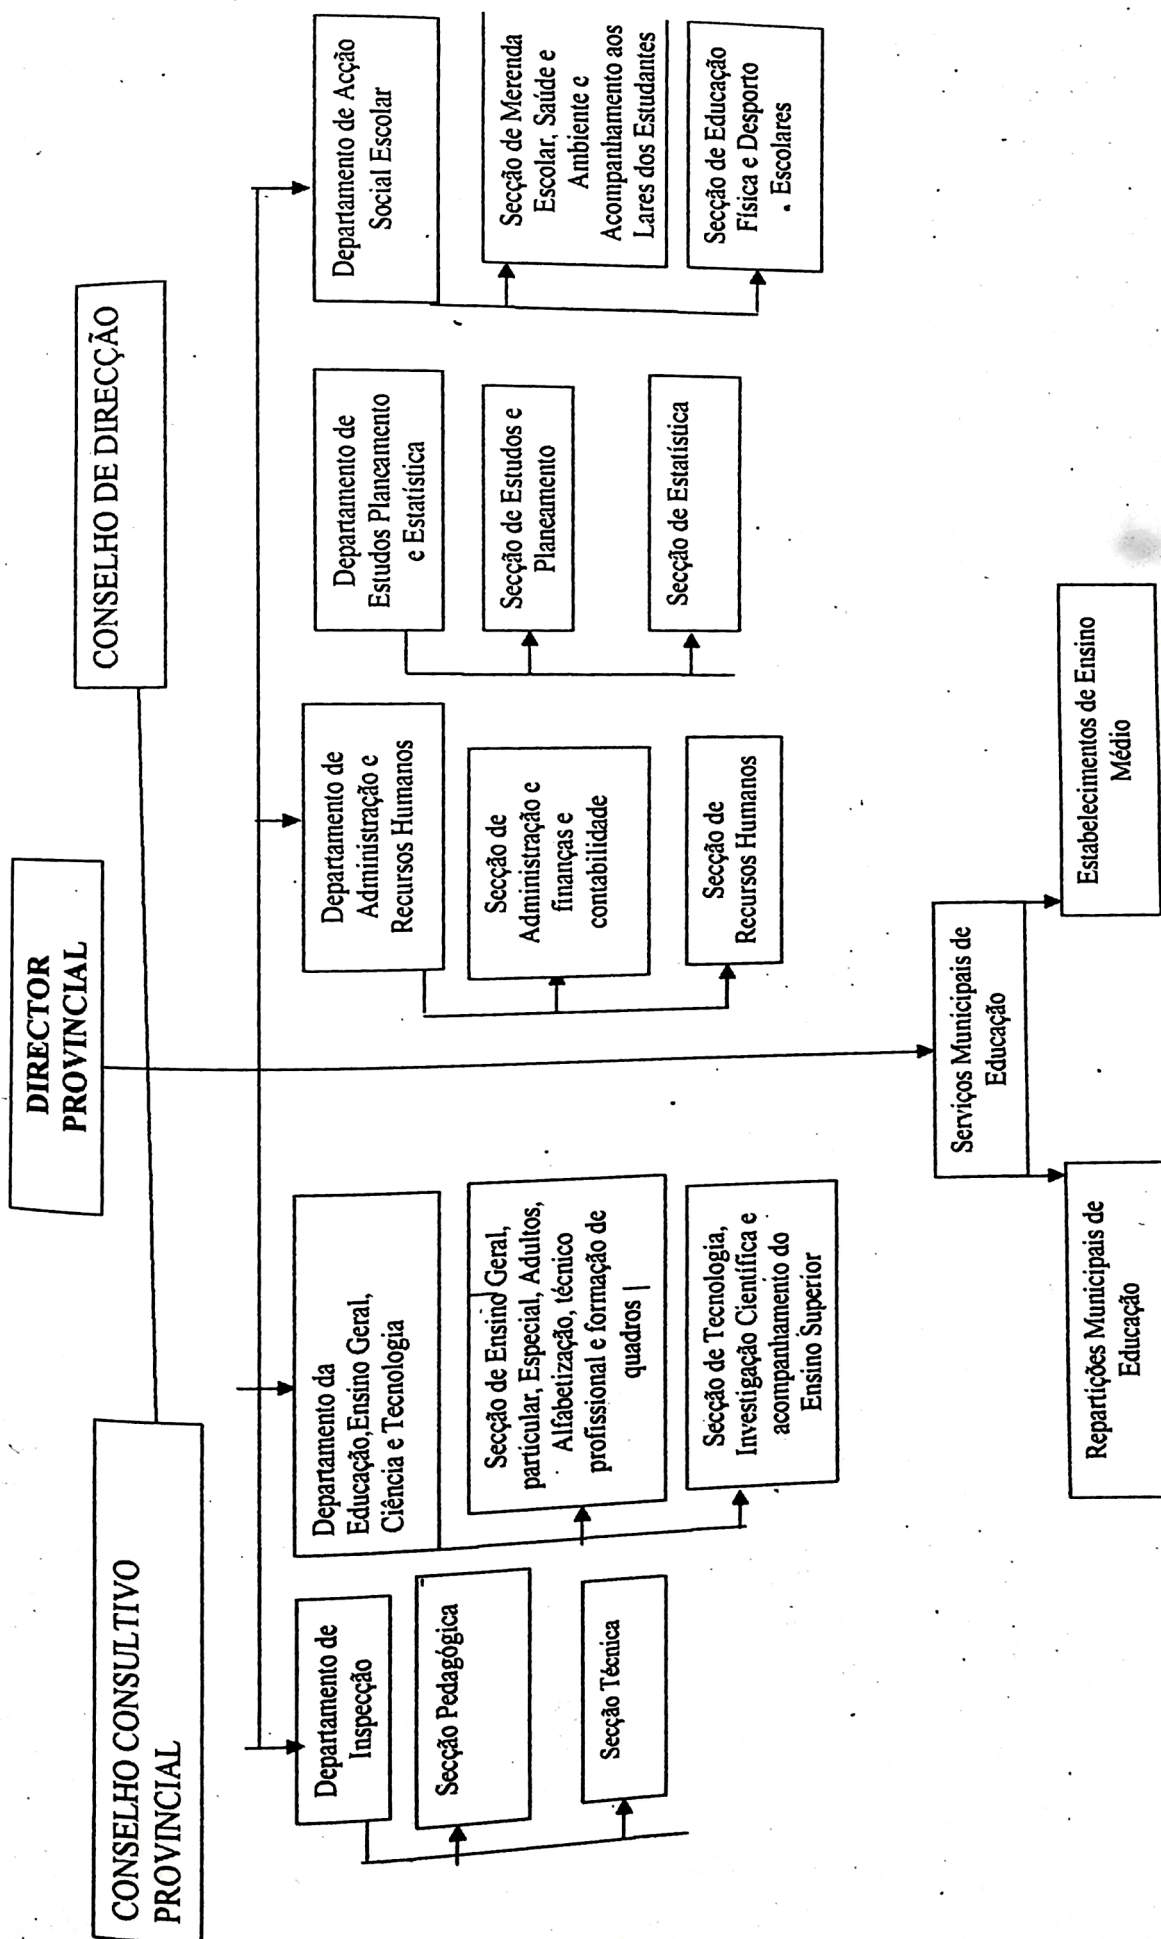 DIRECTOR
PROVINCIAL
CONSELHO CONSULTIVO
PROVINCIAL
CONSELHO DE DIRECÇÃO
Departamento de
Inspecção
Secção Pedagógica
Secção Técnica
Departamento da
Educação,Ensino Geral,
Ciência e Tecnologia
Secção de Ensino Geral,
particular, Especial, Adultos,
Alfabetização, técnico
profissional e formação de
quadros
Secção de Tecnologia,
Investigação Científica e
acompanhamento do
Ensino Superior
Departamento de
Administração e
Recursos Humanos
Secção de
Administração e
finanças e
contabilidade
Secção de
Recursos Humanos
Departamento de
Estudos Planeamento
e Estatística
Secção de Estudos e
Planeamento
Secção de Estatística
Departamento de Acção
Social Escolar
Secção de Merenda
Escolar, Saúde e
Ambiente e
Acompanhamento aos
Lares dos Estudantes
Secção de Educação
Física e Desporto
Escolares
Serviços Municipais de
Educação
Repartições Municipais de
Educação
Estabelecimentos de Ensino
Médio